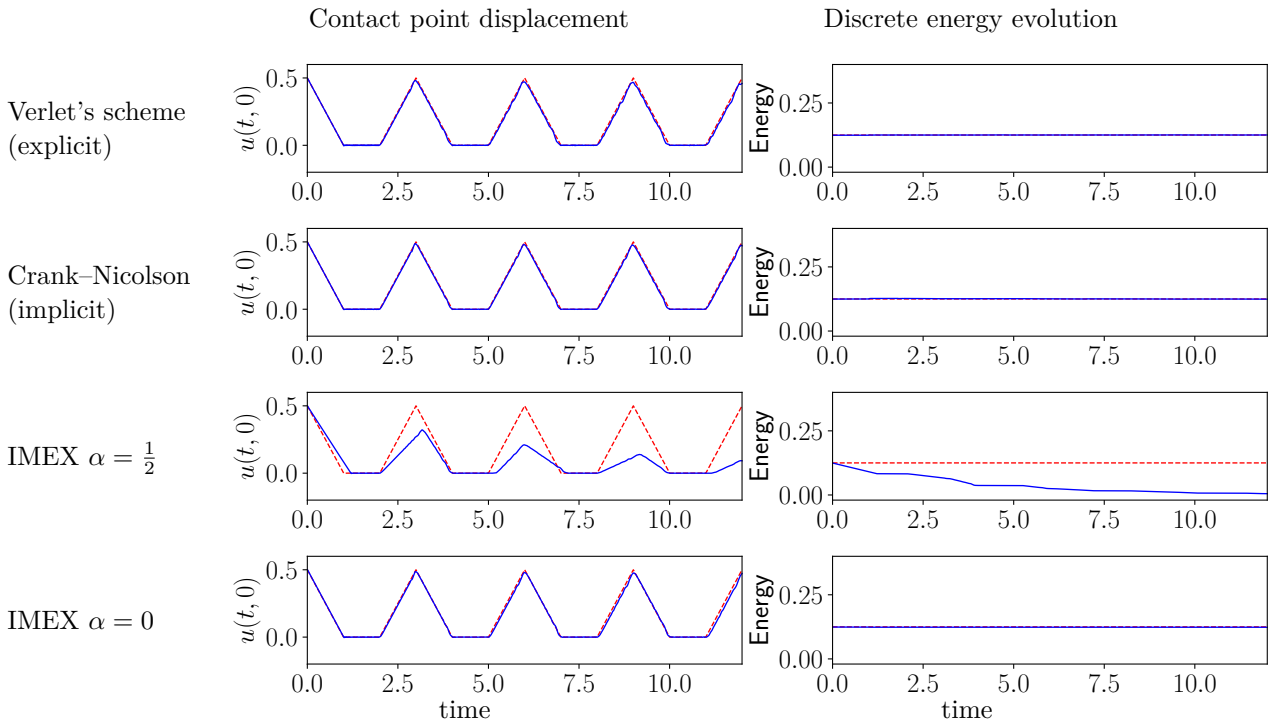 Contact point displacement
Discrete energy evolution
Verlet's scheme
(explicit)
u(t, 0)
0.5
0.0
0.0 2.5 5.0 7.5 10.0
Energy
0.25
0.00
0.0 2.5 5.0 7.5 10.0
Crank–Nicolson
(implicit)
u(t, 0)
0.5
0.0
0.0 2.5 5.0 7.5 10.0
Energy
0.25
0.00
0.0 2.5 5.0 7.5 10.0
IMEX α = 1/2
u(t, 0)
0.5
0.0
0.0 2.5 5.0 7.5 10.0
Energy
0.25
0.00
0.0 2.5 5.0 7.5 10.0
IMEX α = 0
u(t, 0)
0.5
0.0
0.0 2.5 5.0 7.5 10.0
time
Energy
0.25
0.00
0.0 2.5 5.0 7.5 10.0
time